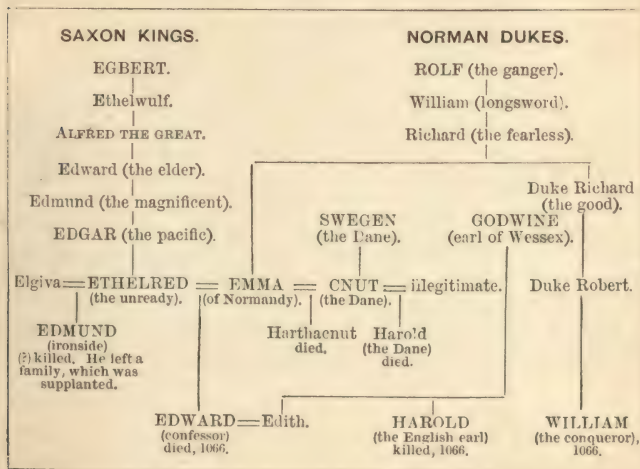 SAXON KINGS. NORMAN DUKES.
EGBERT. ROLF (the ganger).
Ethelwulf. William (longsword).
ALFRED THE GREAT. Richard (the fearless).
Edward (the elder).
Duke Richard
Edmund (the magnificent). (the good).
SWEGEN GODWINE
EDGAR (the pacific). (the Dane). (earl of Wessex).
Elgiva = ETHELRED = EMMA = CNUT = illegitimate. Duke Robert.
(the unready). (of Normandy). (the Dane).
EDMUND Harthacnut Harold
(ironside) died. (the Dane)
(?) killed. He left a died.
family, which was
supplanted.
EDWARD = Edith. HAROLD WILLIAM
(confessor) (the English earl) (the conqueror),
died, 1066. killed, 1066. 1066.